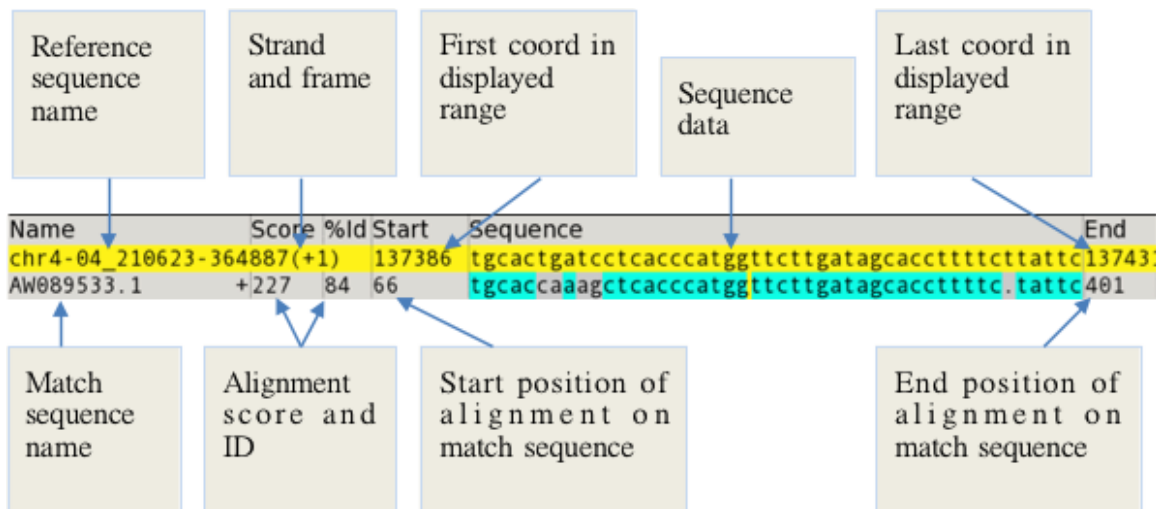 Reference sequence name
Strand and frame
First coord in displayed range
Sequence data
Last coord in displayed range
Name Score %Id Start Sequence End
chr4-04_210623-364887(+1) 137386 tgcactgatcctcacccatggttcttgatagcaccttttcttattc 137431
AW089533.1 +227 84 66 tgcaccaaagctcacccatggttcttgatagcaccttttc.tattc 401
Match sequence name
Alignment score and ID
Start position of alignment on match sequence
End position of alignment on match sequence